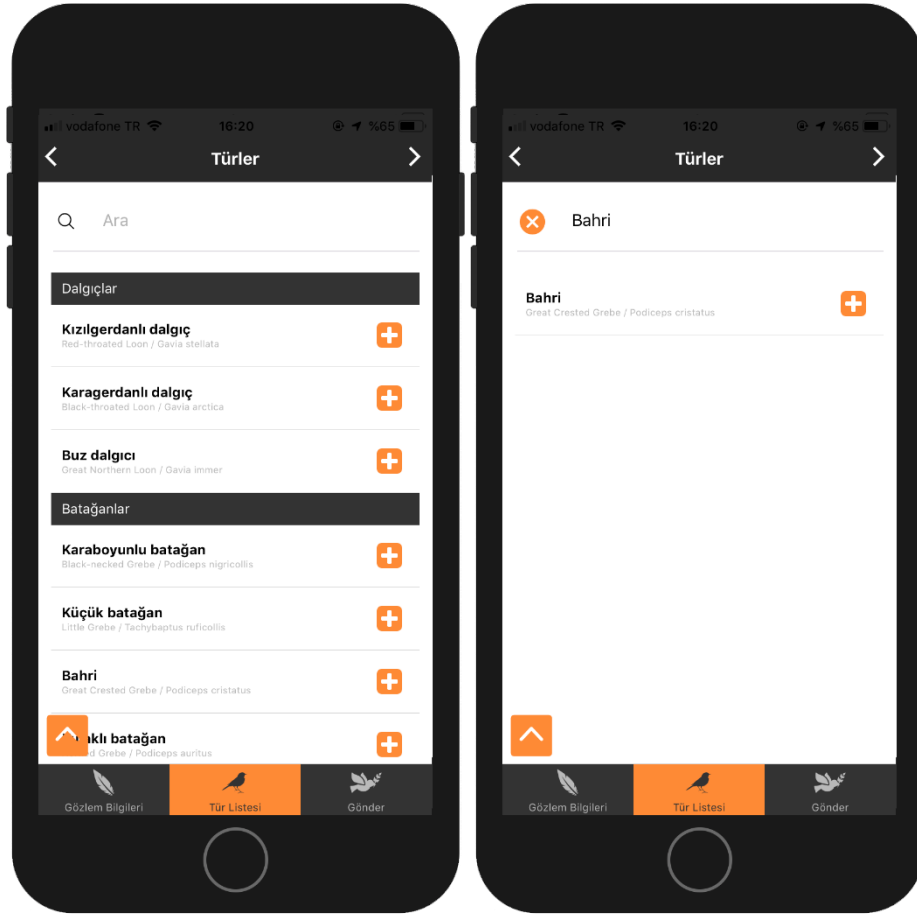 vodafone TR 16:20 %65
Türler
Ara
Dalgıçlar
Kızılgerdanlı dalgıç
Red-throated Loon / Gavia stellata
Karagerdanlı dalgıç
Black-throated Loon / Gavia arctica
Buz dalgıcı
Great Northern Loon / Gavia immer
Batağanlar
Karaboyunlu batağan
Black-necked Grebe / Podiceps nigricollis
Küçük batağan
Little Grebe / Tachybaptus ruficollis
Bahri
Great Crested Grebe / Podiceps cristatus
batağan
Grebe / Podiceps auritus
Gözlem Bilgileri
Tür Listesi
Gönder
vodafone TR 16:20 %65
Türler
Bahri
Bahri
Great Crested Grebe / Podiceps cristatus
Gözlem Bilgileri
Tür Listesi
Gönder